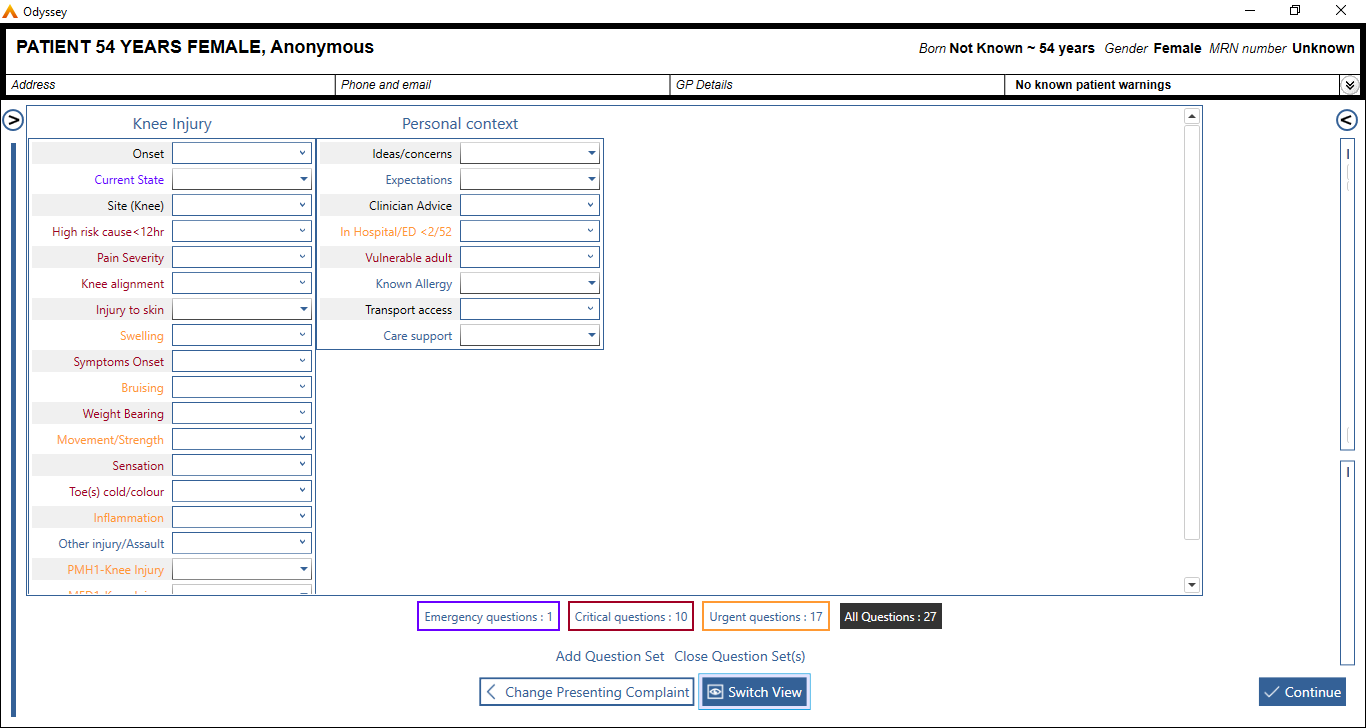 Odyssey
PATIENT 54 YEARS FEMALE, Anonymous
Born Not Known ~ 54 years Gender Female MRN number Unknown
Address
Phone and email
GP Details
No known patient warnings
Knee Injury
Onset
Current State
Site (Knee)
High risk cause<12hr
Pain Severity
Knee alignment
Injury to skin
Swelling
Symptoms Onset
Bruising
Weight Bearing
Movement/Strength
Sensation
Toe(s) cold/colour
Inflammation
Other injury/Assault
PMH1-Knee Injury
Personal context
Ideas/concerns
Expectations
Clinician Advice
In Hospital/ED <2/52
Vulnerable adult
Known Allergy
Transport access
Care support
Emergency questions : 1
Critical questions : 10
Urgent questions : 17
All Questions : 27
Add Question Set
Close Question Set(s)
Change Presenting Complaint
Switch View
Continue